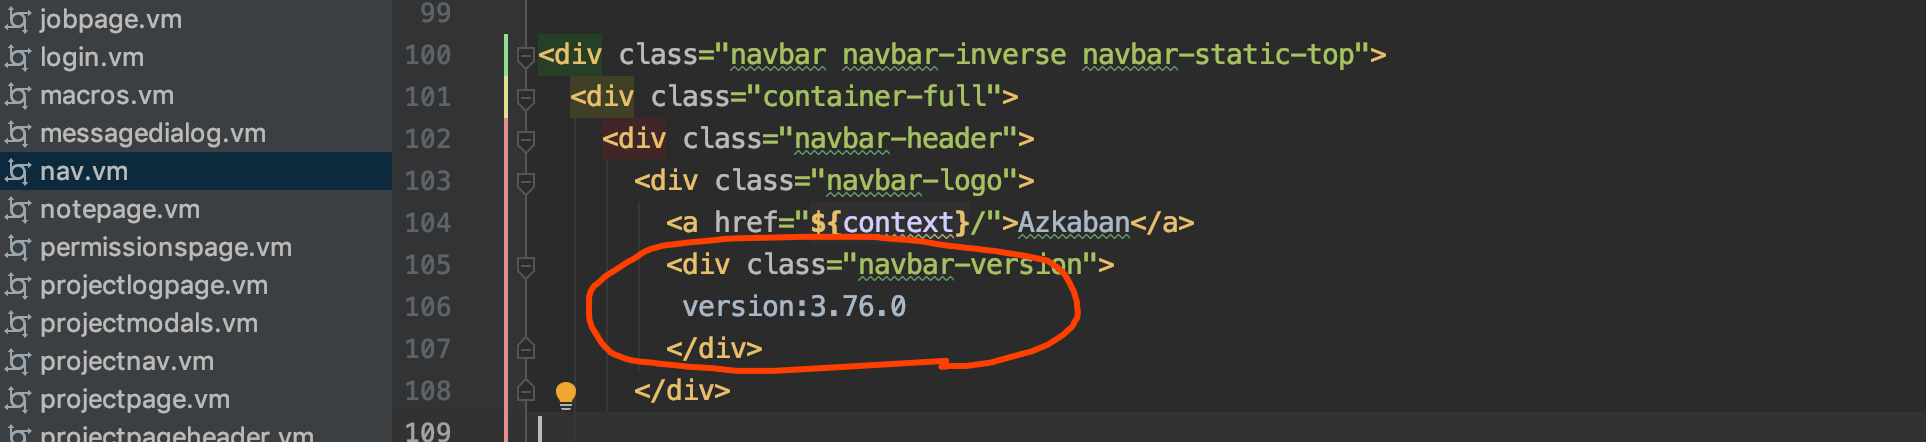 jobpage.vm
login.vm
macros.vm
messagedialog.vm
nav.vm
notepage.vm
permissionspage.vm
projectlogpage.vm
projectmodals.vm
projectnav.vm
projectpage.vm
projectpageheader.vm
99
100 <div class="navbar navbar-inverse navbar-static-top">
101 <div class="container-full">
102 <div class="navbar-header">
103 <div class="navbar-logo">
104 <a href="${context}/">Azkaban</a>
105 <div class="navbar-version">
106 version:3.76.0
107 </div>
108 </div>
109